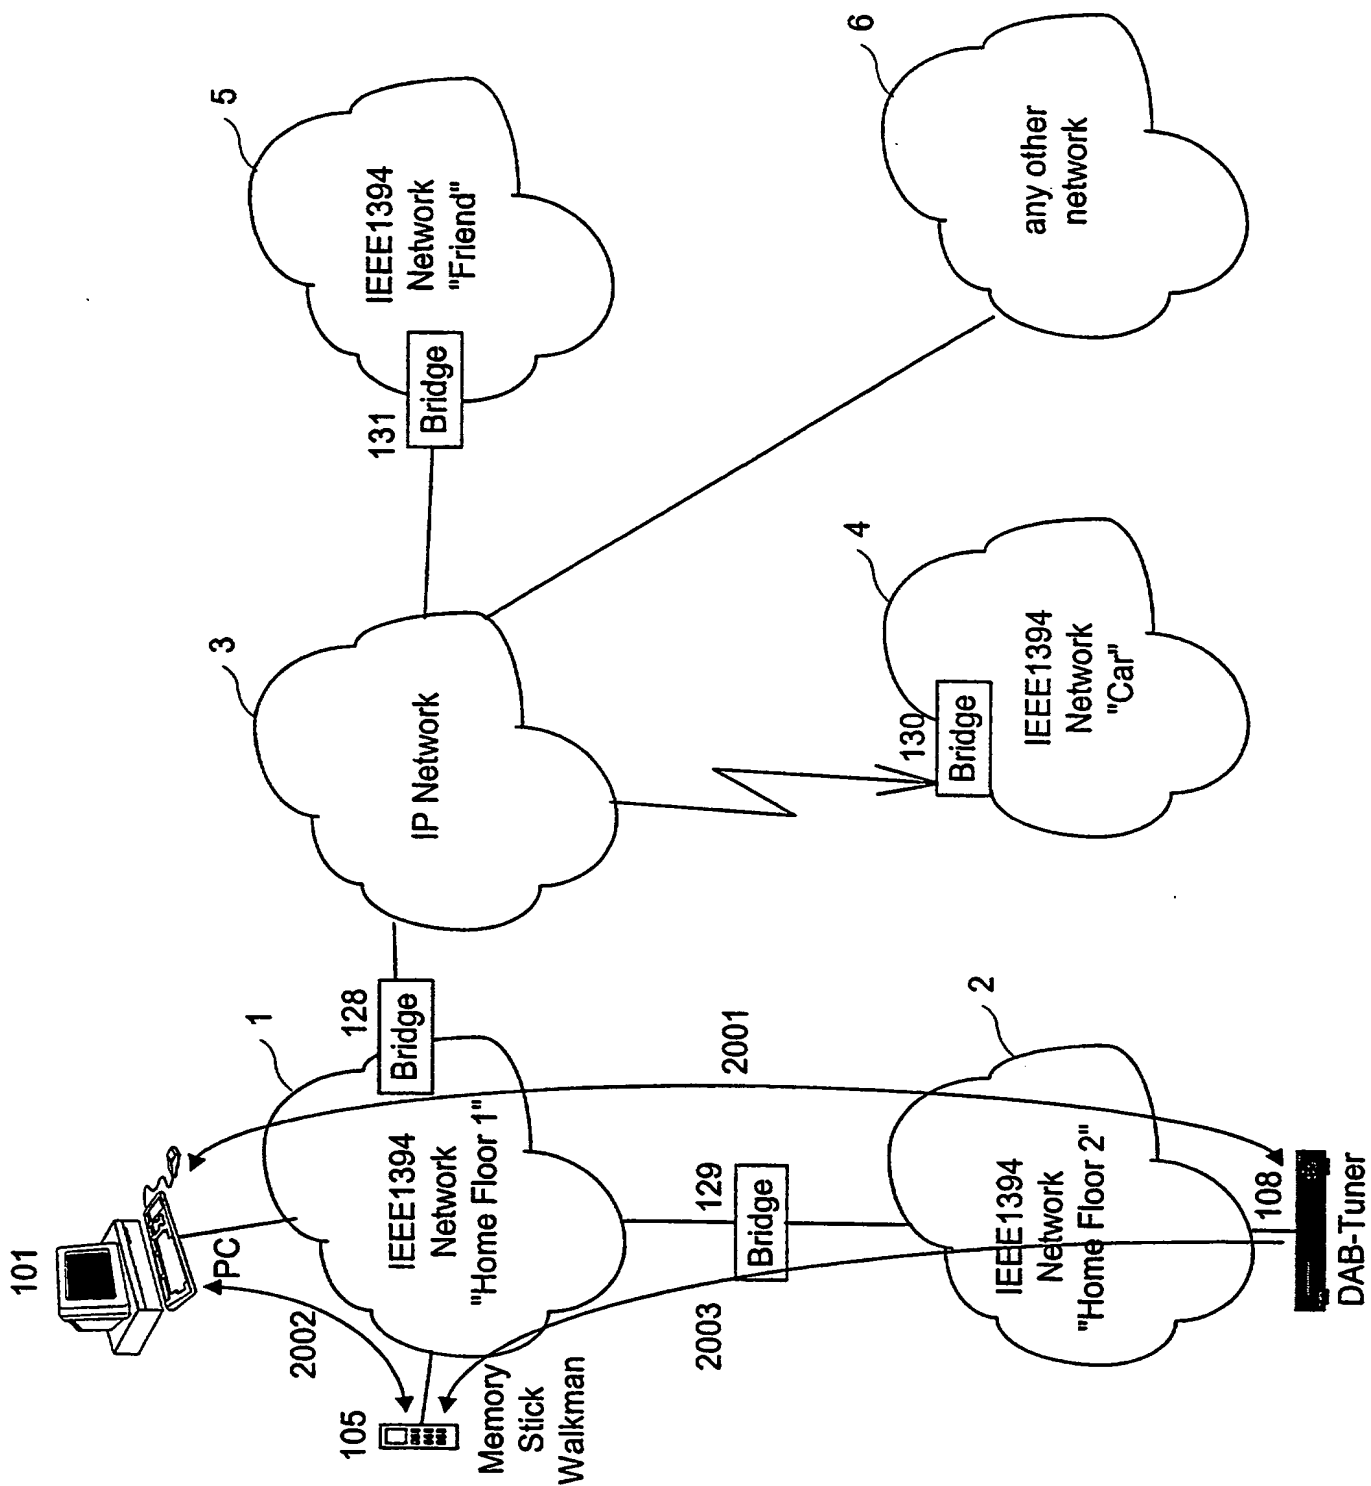 101
PC
2002
105
Memory
Stick
Walkman
1
IEEE1394
Network
"Home Floor 1"
128
Bridge
2001
129
Bridge
2003
2
IEEE1394
Network
"Home Floor 2"
108
DAB-Tuner
3
IP Network
130
Bridge
4
IEEE1394
Network
"Car"
131
Bridge
5
IEEE1394
Network
"Friend"
6
any other
network